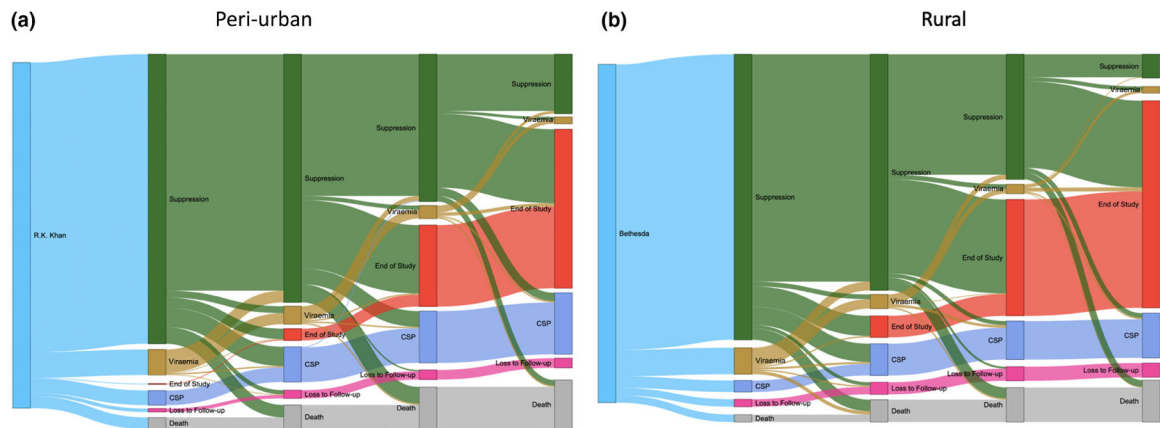 (a) Peri-urban
R.K. Khan
Suppression
Viraemia
End of Study
CSP
Loss to Follow-up
Death
Suppression
Viraemia
End of Study
CSP
Loss to Follow-up
Death
Suppression
Viraemia
End of Study
CSP
Loss to Follow-up
Death
Suppression
Viraemia
End of Study
CSP
Loss to Follow-up
Death
(b) Rural
Bethesda
Suppression
Viraemia
CSP
Loss to Follow-up
Death
Suppression
Viraemia
End of Study
CSP
Loss to Follow-up
Death
Suppression
Viraemia
End of Study
CSP
Loss to Follow-up
Death
Suppression
Viraemia
End of Study
CSP
Loss to Follow-up
Death